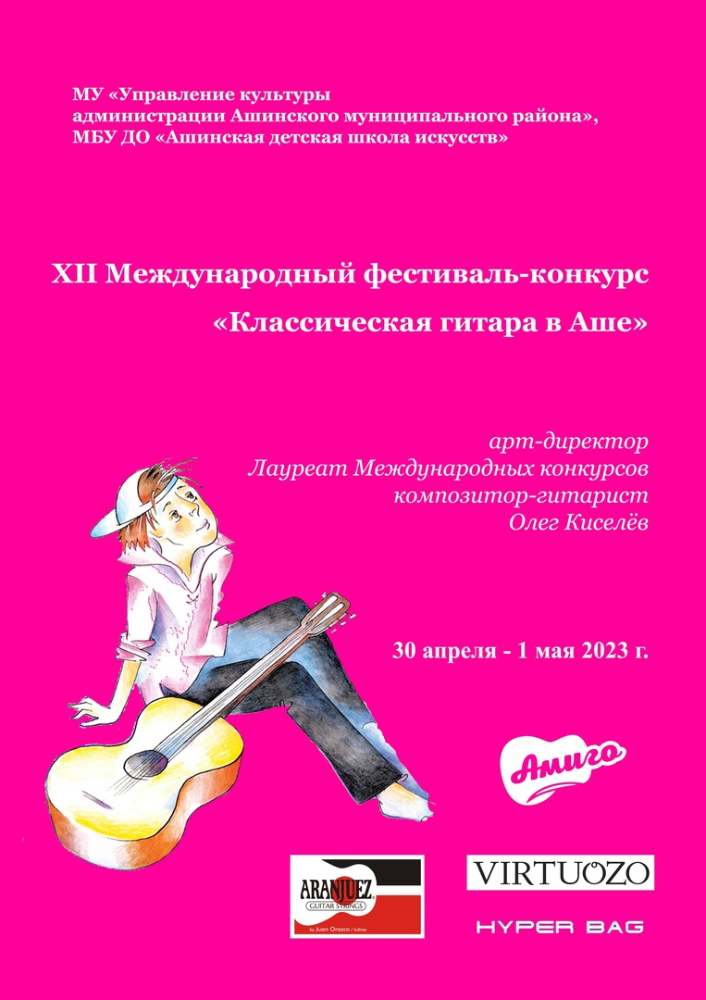 МУ «Управление культуры
администрации Ашинского муниципального района»,
МБУ ДО «Ашинская детская школа искусств»
XII Международный фестиваль-конкурс
«Классическая гитара в Аше»
арт-директор
Лауреат Международных конкурсов
композитор-гитарист
Олег Киселёв
30 апреля - 1 мая 2023 г.
Амиго
ARANJUEZ®
GUITAR STRINGS
by Juan Orozco / luthier
VIRTUOZO
HYPER BAG